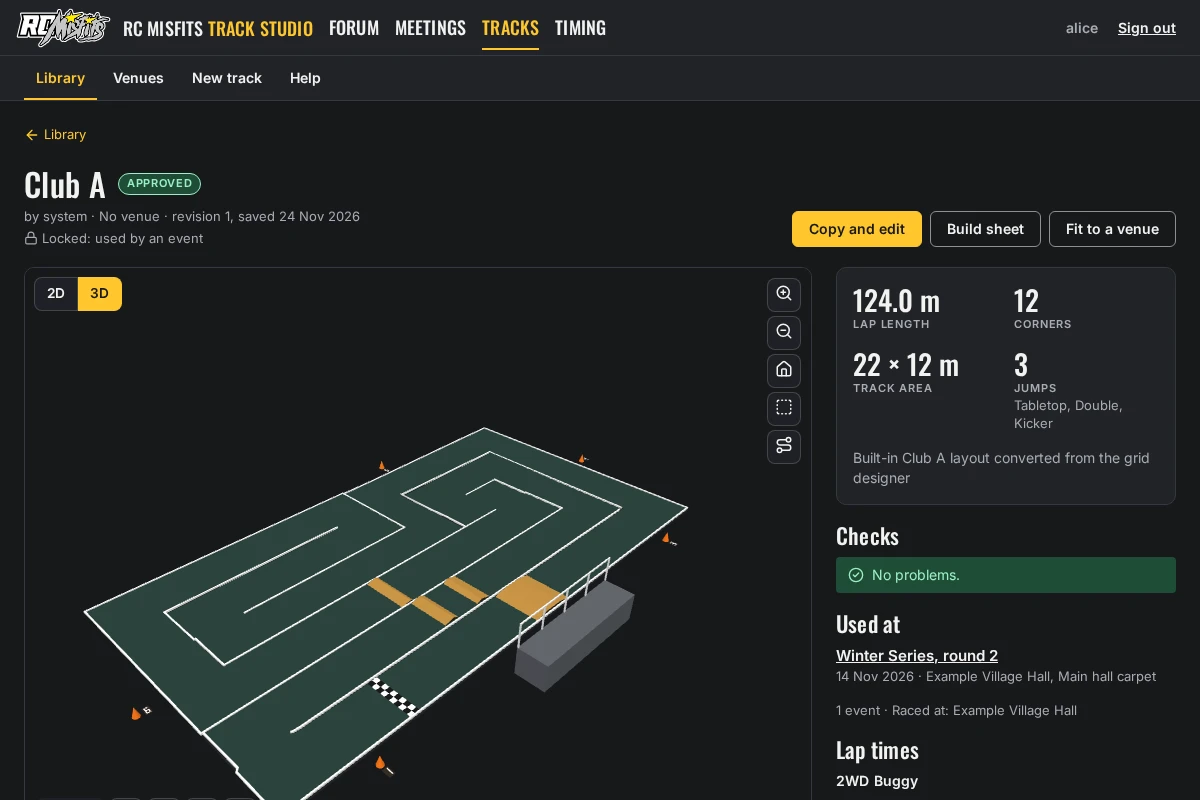 RC Misfits
RC MISFITS TRACK STUDIO FORUM MEETINGS TRACKS TIMING
alice Sign out
Library Venues New track Help
Library
Club A APPROVED
by system · No venue · revision 1, saved 24 Nov 2026
Locked: used by an event
Copy and edit Build sheet Fit to a venue
2D 3D
124.0 m
LAP LENGTH
12
CORNERS
22 × 12 m
TRACK AREA
3
JUMPS
Tabletop, Double,
Kicker
Built-in Club A layout converted from the grid
designer
Checks
No problems.
Used at
Winter Series, round 2
14 Nov 2026 · Example Village Hall, Main hall carpet
1 event · Raced at: Example Village Hall
Lap times
2WD Buggy